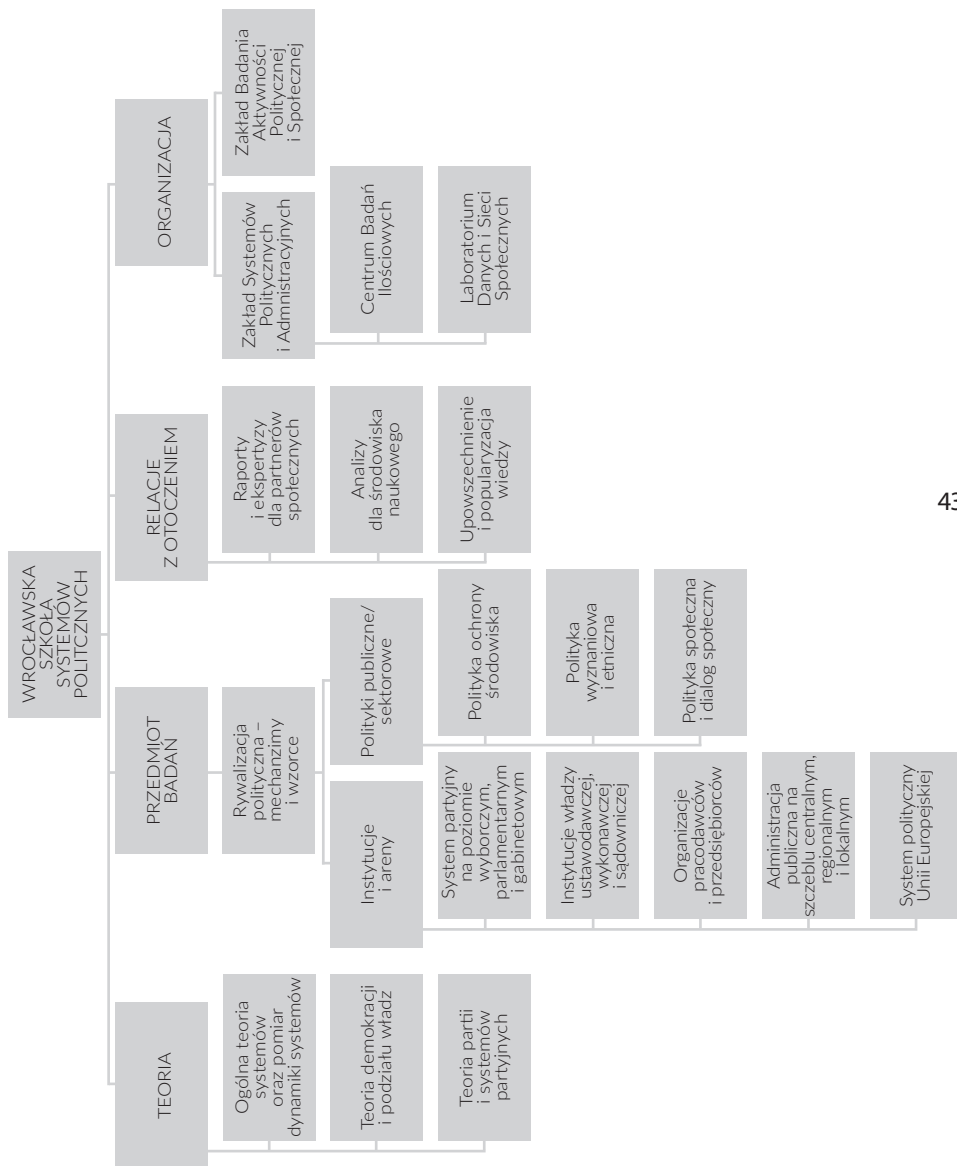 WROCŁAWSKA
SZKOŁA
SYSTEMÓW
POLITCZNYCH
TEORIA
Ogólna teoria
systemów
oraz pomiar
dynamiki systemów
Teoria demokracji
i podziału władz
Teoria partii
i systemów
partyjnych
PRZEDMIOT
BADAŃ
Rywalizacja
polityczna –
mechanzimy
i wzorce
Instytucje
i areny
System partyjny
na poziomie
wyborczym,
parlamentarnym
i gabinetowym
Instytucje władzy
ustawodawczej,
wykonawczej
i sądowniczej
Organizacje
pracodawców
i przedsiębiorców
Administracja
publiczna na
szczeblu centralnym,
regionalnym
i lokalnym
System polityczny
Unii Europejskiej
Polityki publiczne/
sektorowe
Polityka ochrony
środowiska
Polityka
wyznaniowa
i etniczna
Polityka społeczna
i dialog społeczny
RELACJE
Z OTOCZENIEM
Raporty
i ekspertyzy
dla partnerów
społecznych
Analizy
dla środowiska
naukowego
Upowszechnienie
i popularyzacja
wiedzy
ORGANIZACJA
Zakład Systemów
Politycznych
i Admnistracyjnych
Centrum Badań
Ilościowych
Laboratorium
Danych i Sieci
Społecznych
Zakład Badania
Aktywności
Politycznej
i Społecznej
43